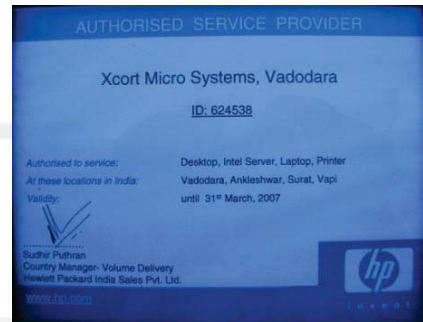 AUTHORISED SERVICE PROVIDER
Xcort Micro Systems, Vadodara
ID: 624538
Authorised to service: Desktop, Intel Server, Laptop, Printer
At these locations in India: Vadodara, Ankleshwar, Surat, Vapi
Validity: until 31st March, 2007
Sudhir Puthran
Country Manager- Volume Delivery
Hewlett Packard India Sales Pvt. Ltd.
www.hp.com
hp
invent